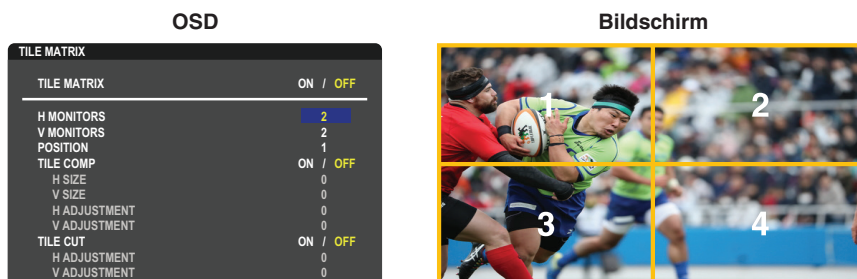 OSD
TILE MATRIX
TILE MATRIX ON / OFF
H MONITORS 2
V MONITORS 2
POSITION 1
TILE COMP ON / OFF
H SIZE 0
V SIZE 0
H ADJUSTMENT 0
V ADJUSTMENT 0
TILE CUT ON / OFF
H ADJUSTMENT 0
V ADJUSTMENT 0
Bildschirm
1 2
3 4